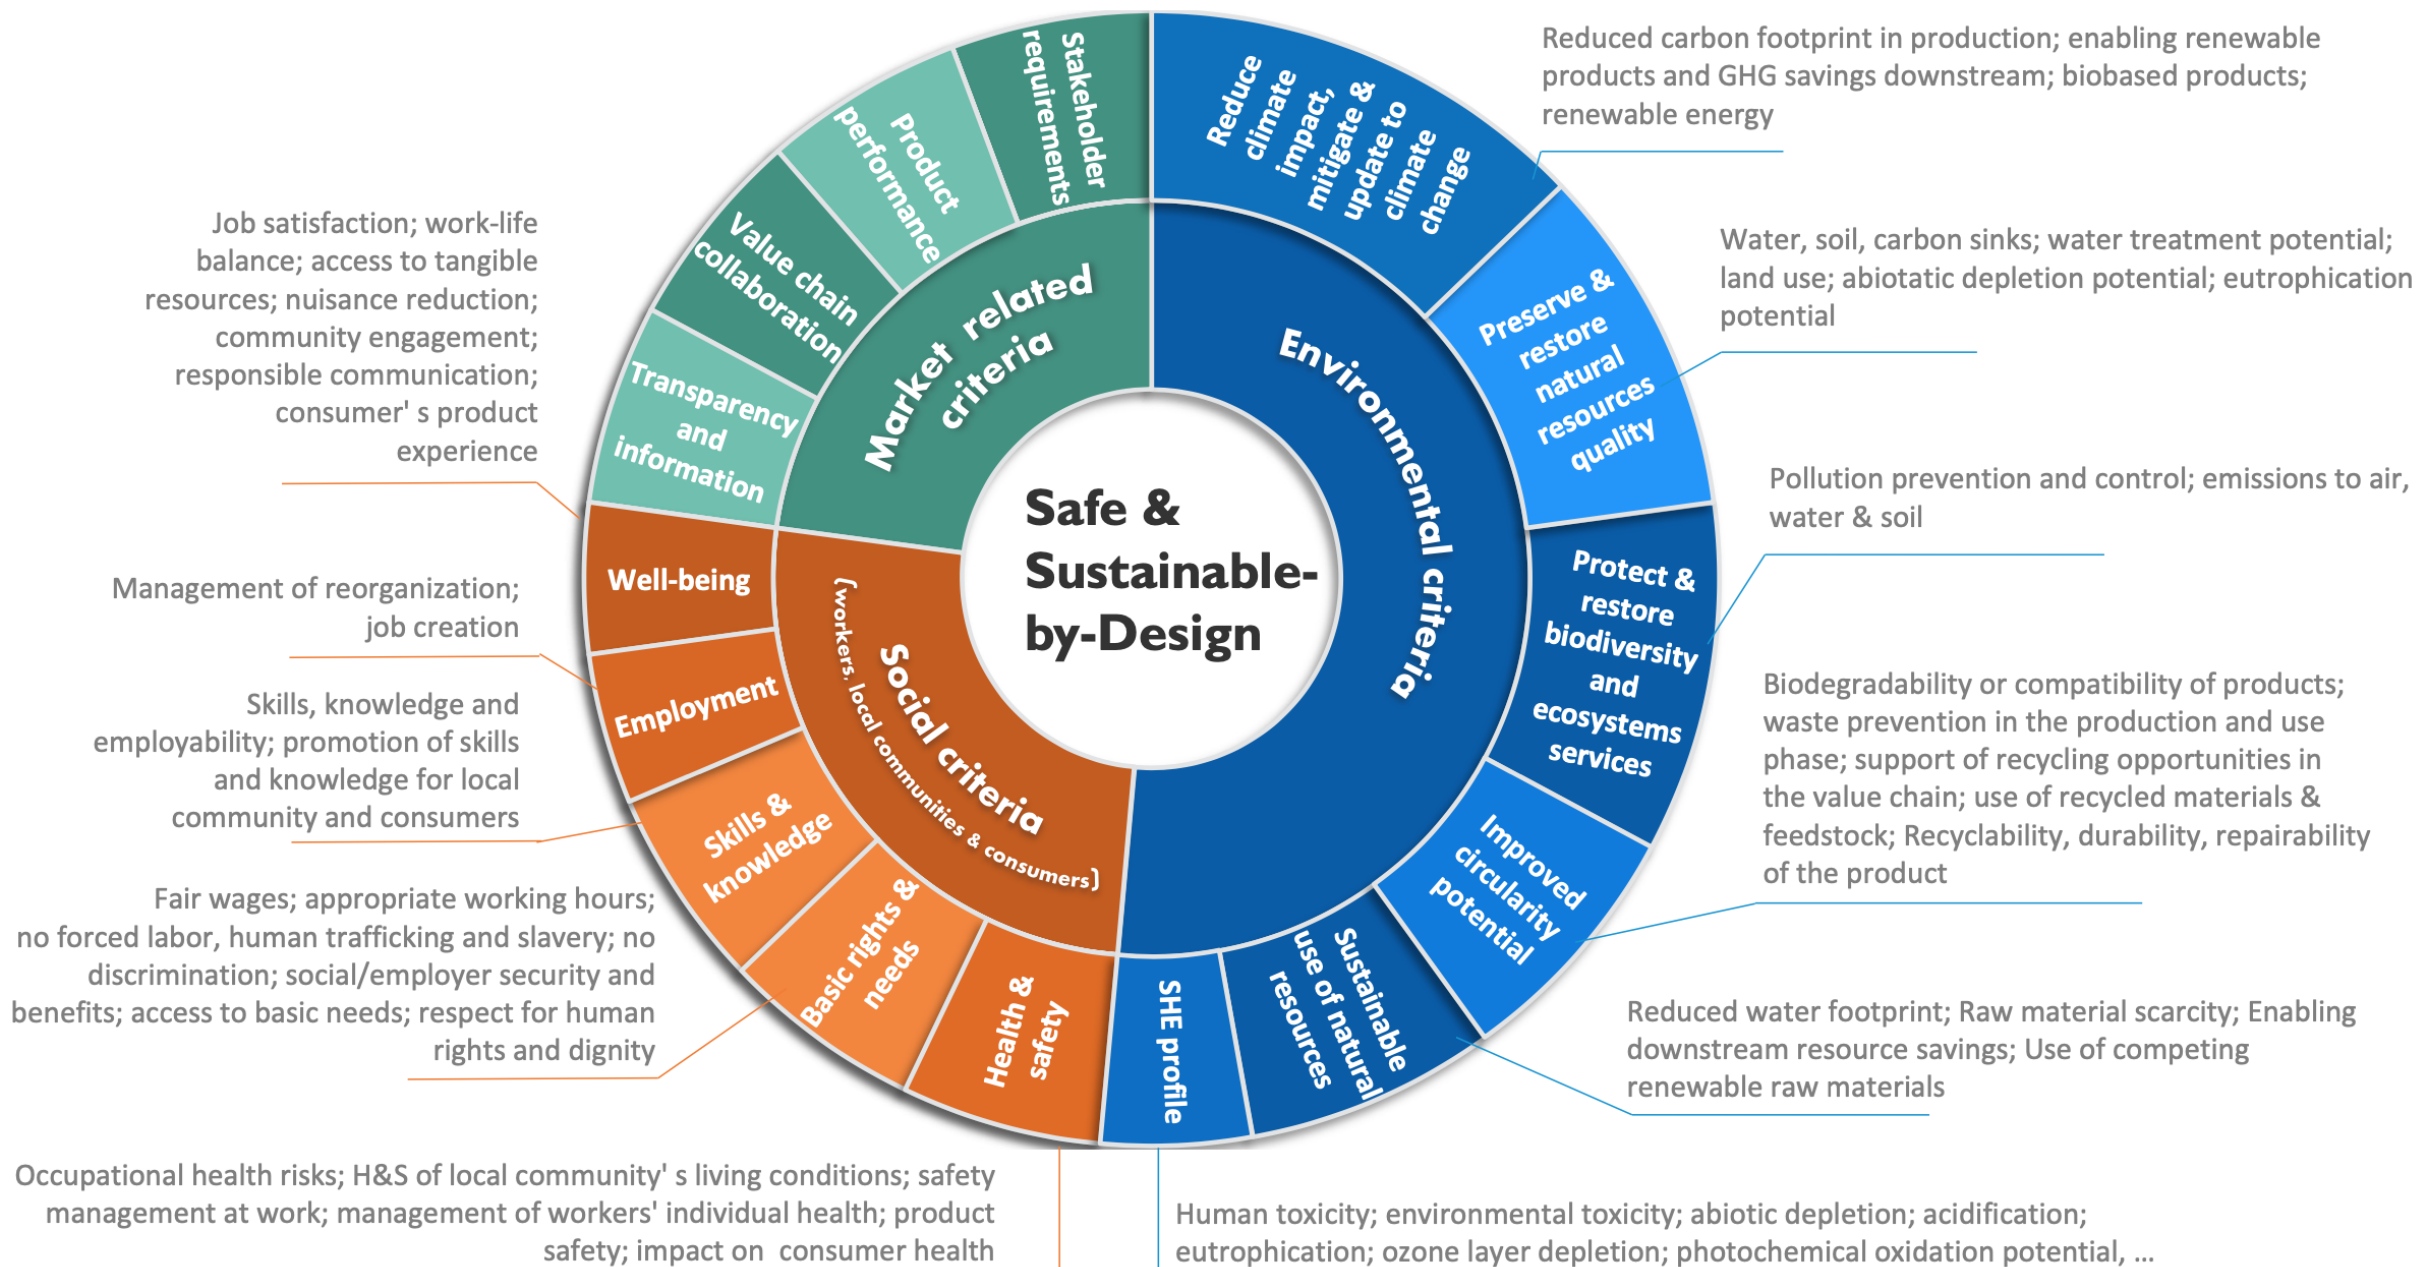 Safe &
Sustainable-
by-Design
Environmental criteria
Reduce
climate
impact,
mitigate &
update to
climate
change
Reduced carbon footprint in production; enabling renewable
products and GHG savings downstream; biobased products;
renewable energy
Preserve &
restore
natural
resources
quality
Water, soil, carbon sinks; water treatment potential;
land use; abiotatic depletion potential; eutrophication
potential
Protect &
restore
biodiversity
and
ecosystems
services
Pollution prevention and control; emissions to air,
water & soil
Improved
circularity
potential
Biodegradability or compatibility of products;
waste prevention in the production and use
phase; support of recycling opportunities in
the value chain; use of recycled materials &
feedstock; Recyclability, durability, repairability
of the product
Sustainable
use of natural
resources
Reduced water footprint; Raw material scarcity; Enabling
downstream resource savings; Use of competing
renewable raw materials
SHE profile
Human toxicity; environmental toxicity; abiotic depletion; acidification;
eutrophication; ozone layer depletion; photochemical oxidation potential, ...
Social criteria
(workers, local communities & consumers)
Health &
safety
Occupational health risks; H&S of local community' s living conditions; safety
management at work; management of workers' individual health; product
safety; impact on  consumer health
Basic rights &
needs
Fair wages; appropriate working hours;
no forced labor, human trafficking and slavery; no
discrimination; social/employer security and
benefits; access to basic needs; respect for human
rights and dignity
Skills &
knowledge
Skills, knowledge and
employability; promotion of skills
and knowledge for local
community and consumers
Employment
Management of reorganization;
job creation
Well-being
Job satisfaction; work-life
balance; access to tangible
resources; nuisance reduction;
community engagement;
responsible communication;
consumer' s product
experience
Market related
criteria
Transparency
and
information
Value chain
collaboration
Product
performance
Stakeholder
requirements